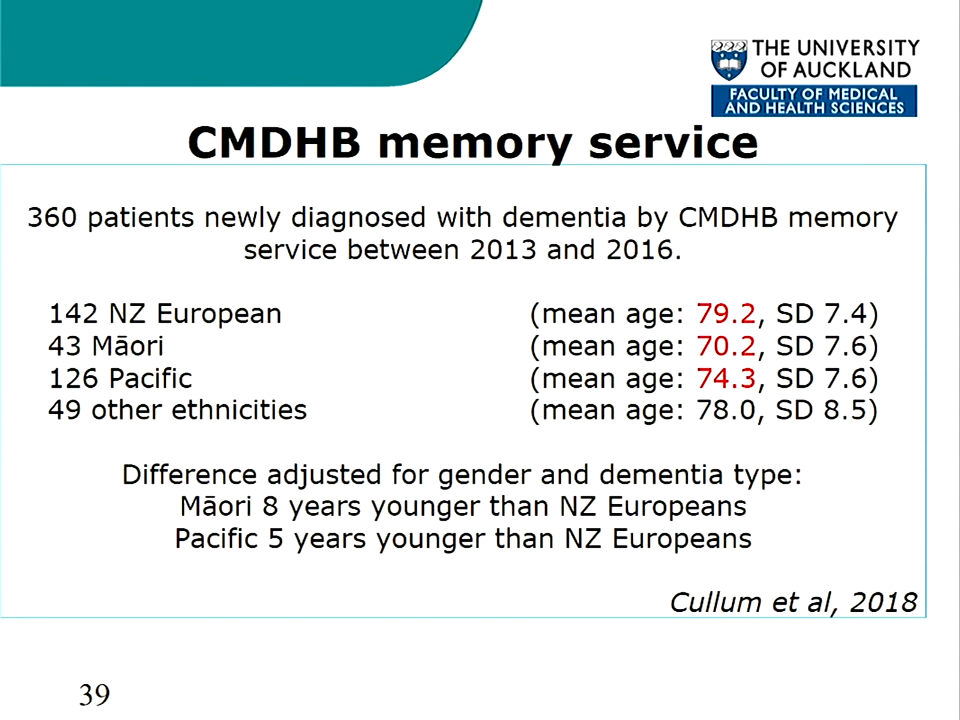 THE UNIVERSITY
OF AUCKLAND
FACULTY OF MEDICAL
AND HEALTH SCIENCES
CMDHB memory service
360 patients newly diagnosed with dementia by CMDHB memory
service between 2013 and 2016.
142 NZ European (mean age: 79.2, SD 7.4)
43 Māori (mean age: 70.2, SD 7.6)
126 Pacific (mean age: 74.3, SD 7.6)
49 other ethnicities (mean age: 78.0, SD 8.5)
Difference adjusted for gender and dementia type:
Māori 8 years younger than NZ Europeans
Pacific 5 years younger than NZ Europeans
Cullum et al, 2018
39